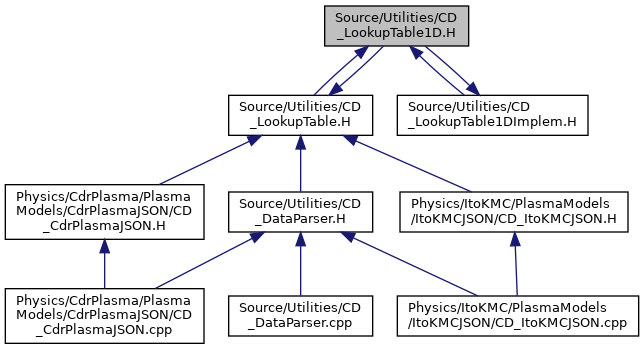 Source/Utilities/CD
_LookupTable1D.H
Source/Utilities/CD
_LookupTable.H
Source/Utilities/CD
_LookupTable1DImplem.H
Physics/CdrPlasma/Plasma
Models/CdrPlasmaJSON/CD
_CdrPlasmaJSON.H
Source/Utilities/CD
_DataParser.H
Physics/ItoKMC/PlasmaModels
/ItoKMCJSON/CD_ItoKMCJSON.H
Physics/CdrPlasma/Plasma
Models/CdrPlasmaJSON/CD
_CdrPlasmaJSON.cpp
Source/Utilities/CD
_DataParser.cpp
Physics/ItoKMC/PlasmaModels
/ItoKMCJSON/CD_ItoKMCJSON.cpp